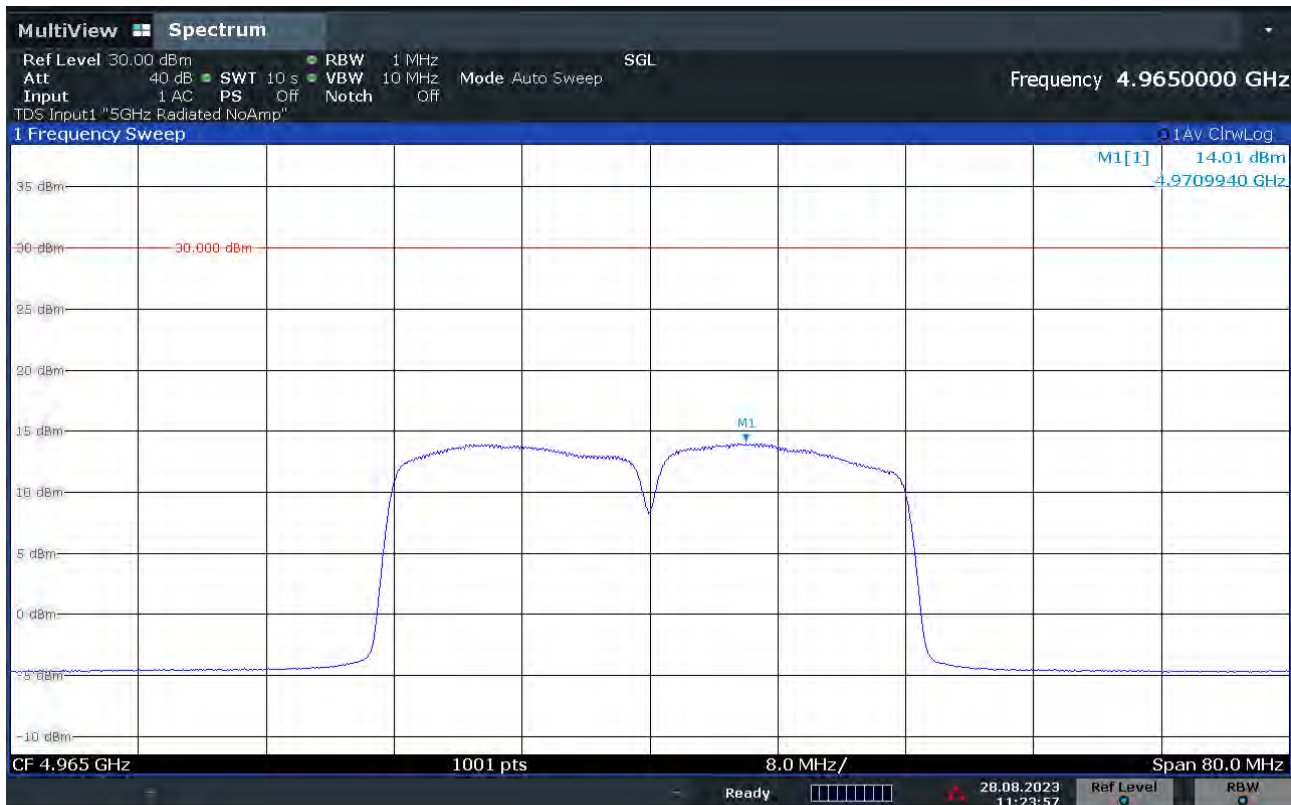 MultiView Spectrum
Ref Level 30.00 dBm RBW 1 MHz SGL
Att 40 dB SWT 10 s VBW 10 MHz Mode Auto Sweep Frequency 4.9650000 GHz
Input 1 AC PS Off Notch Off
TDS Input1 "5GHz Radiated NoAmp"
1 Frequency Sweep 1Av ClrwLog
M1[1] 14.01 dBm
4.9709940 GHz
35 dBm
30 dBm 30.000 dBm
25 dBm
20 dBm
15 dBm
M1
10 dBm
5 dBm
0 dBm
-5 dBm
-10 dBm
CF 4.965 GHz 1001 pts 8.0 MHz/ Span 80.0 MHz
Ready 28.08.2023 Ref Level RBW
11:23:57